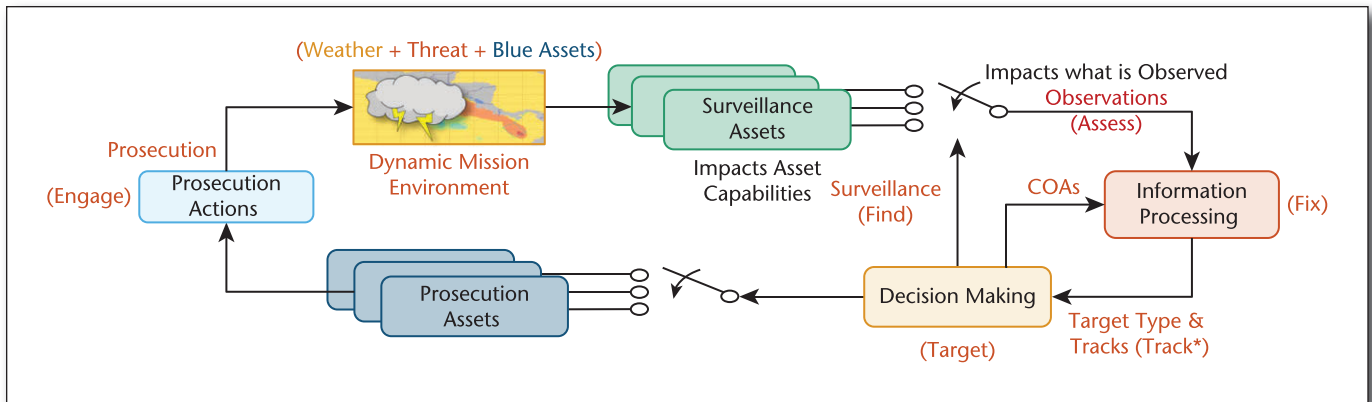 (Weather + Threat + Blue Assets)
Dynamic Mission
Environment
Surveillance
Assets
Impacts Asset
Capabilities
Impacts what is Observed
Observations
(Assess)
Prosecution
(Engage)
Prosecution
Actions
Surveillance
(Find)
COAs
Information
Processing
(Fix)
Prosecution
Assets
Decision Making
(Target)
Target Type &
Tracks (Track*)